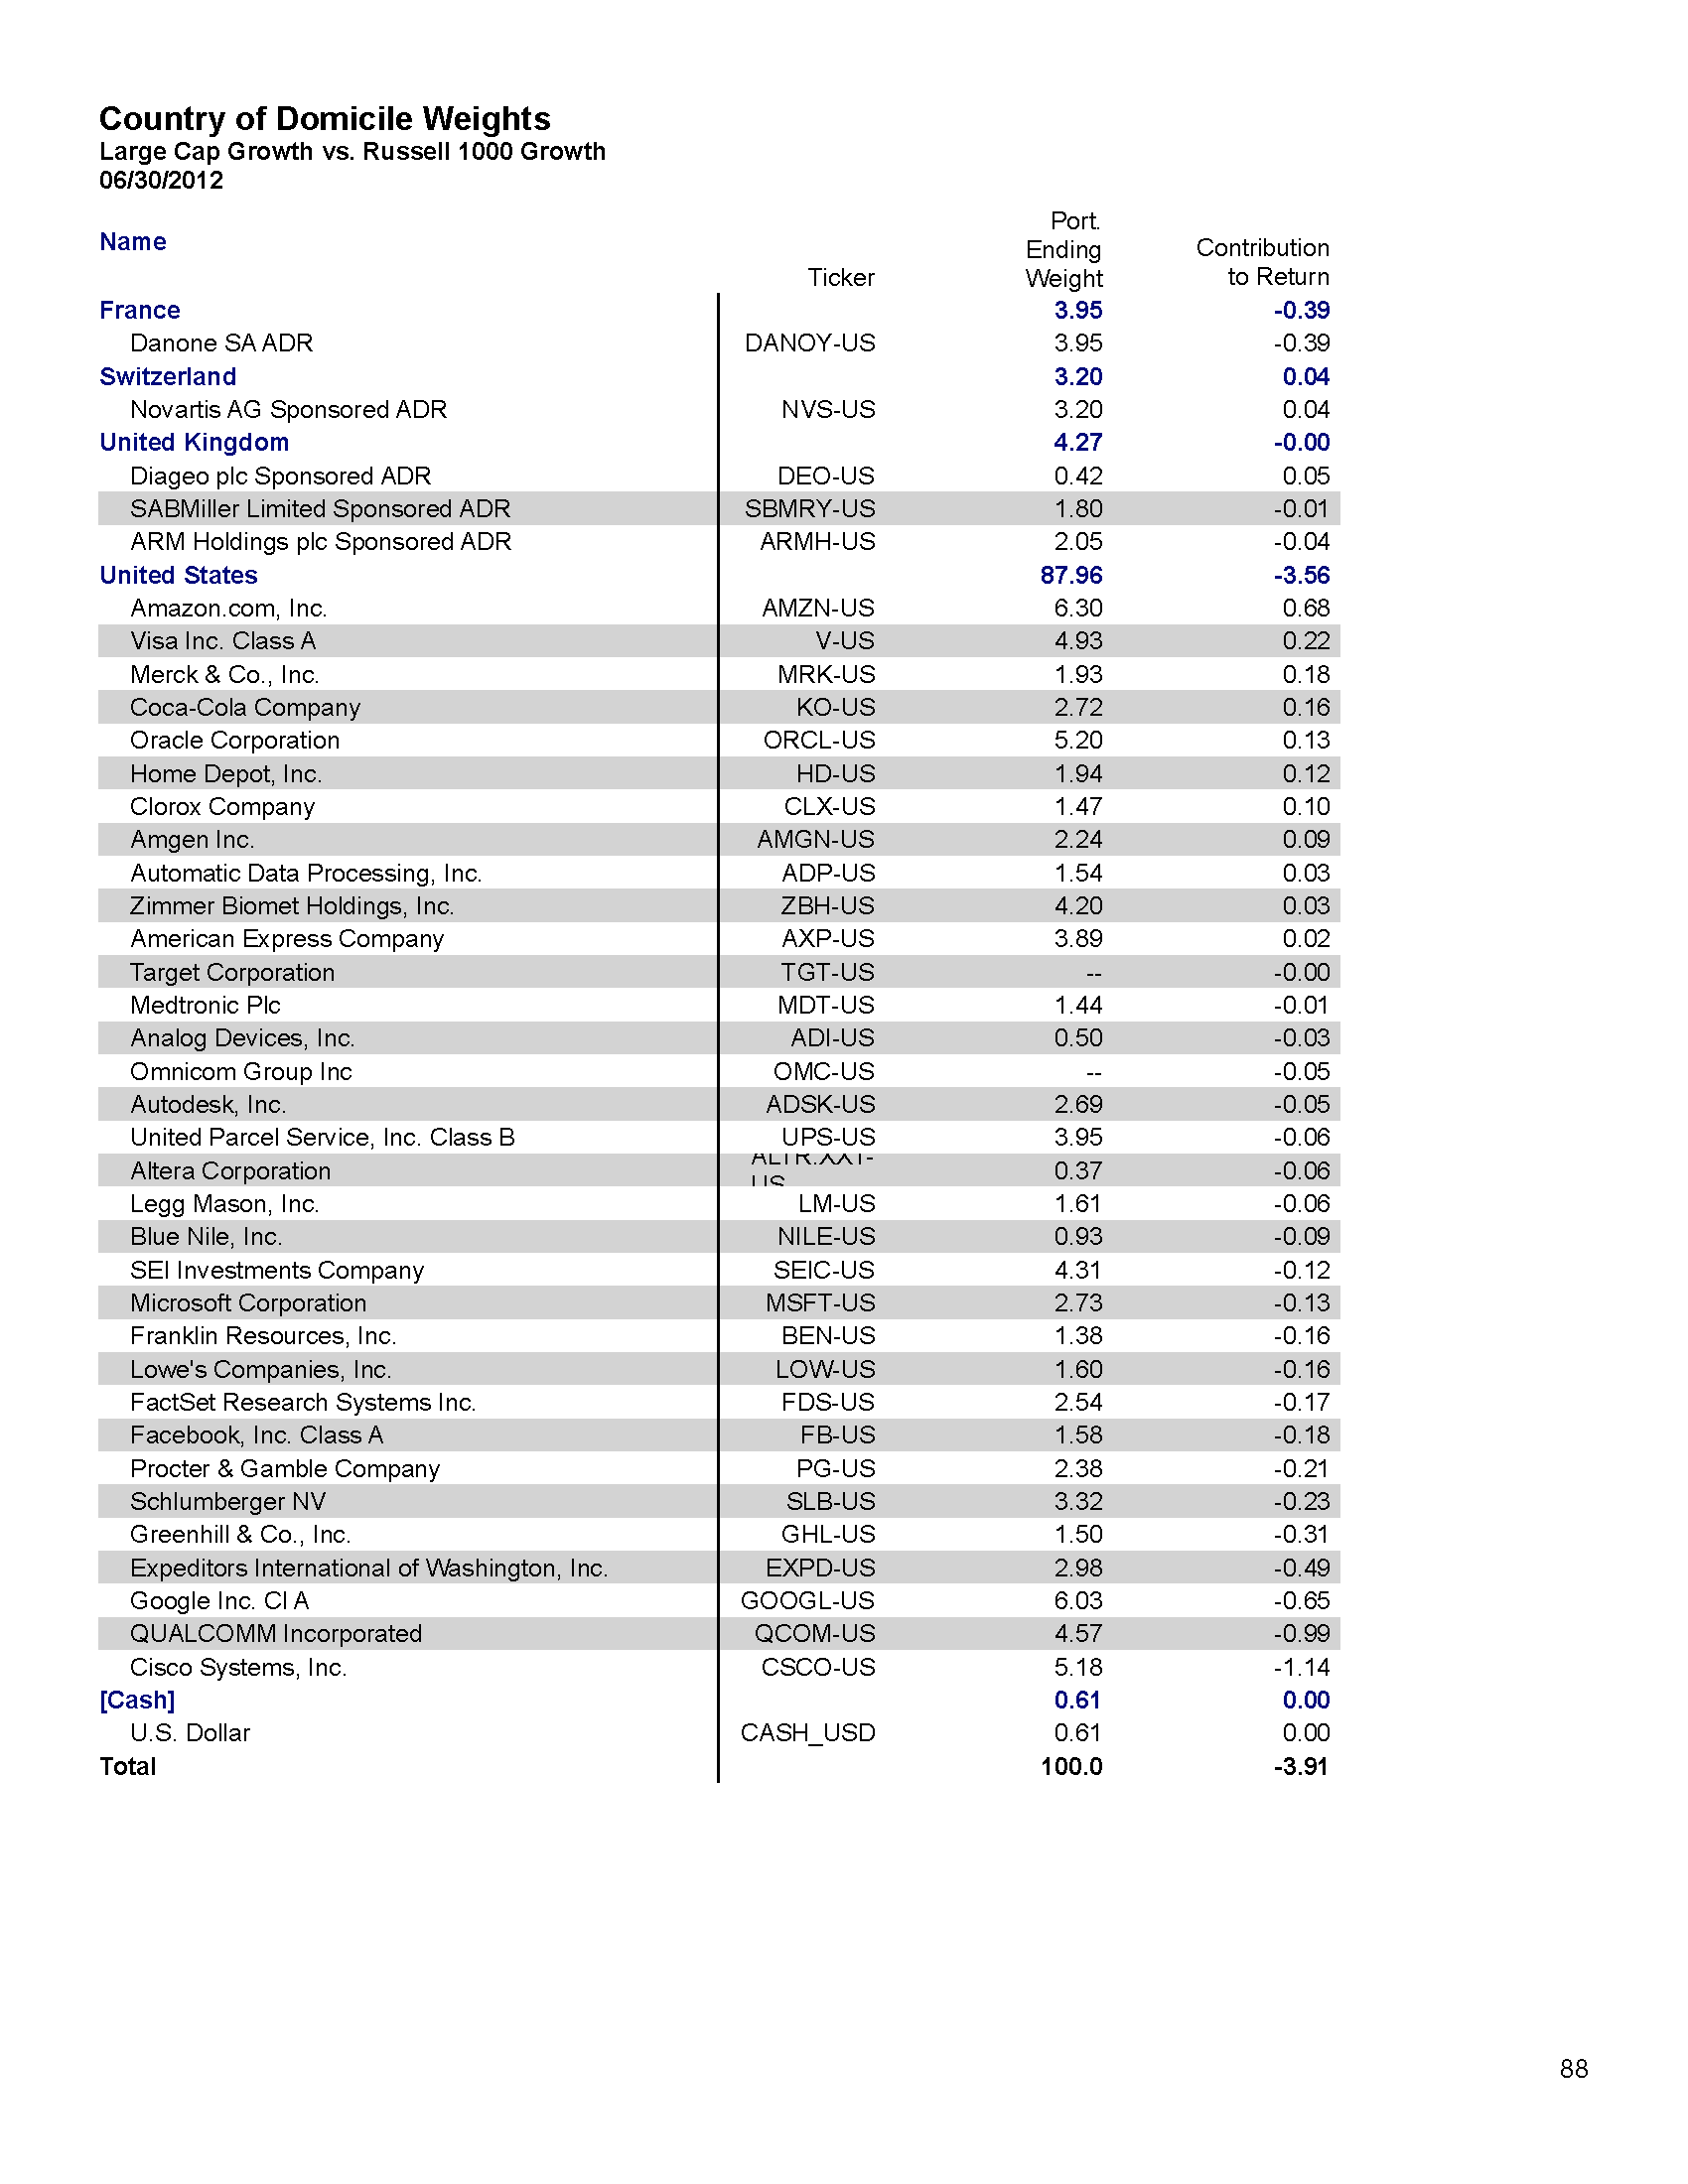 Country of Domicile Weights
Large Cap Growth vs. Russell 1000 Growth
06/30/2012
Name Ticker Port. Ending Weight Contribution to Return
France 3.95 -0.39
Danone SA ADR DANOY-US 3.95 -0.39
Switzerland 3.20 0.04
Novartis AG Sponsored ADR NVS-US 3.20 0.04
United Kingdom 4.27 -0.00
Diageo plc Sponsored ADR DEO-US 0.42 0.05
SABMiller Limited Sponsored ADR SBMRY-US 1.80 -0.01
ARM Holdings plc Sponsored ADR ARMH-US 2.05 -0.04
United States 87.96 -3.56
Amazon.com, Inc. AMZN-US 6.30 0.68
Visa Inc. Class A V-US 4.93 0.22
Merck & Co., Inc. MRK-US 1.93 0.18
Coca-Cola Company KO-US 2.72 0.16
Oracle Corporation ORCL-US 5.20 0.13
Home Depot, Inc. HD-US 1.94 0.12
Clorox Company CLX-US 1.47 0.10
Amgen Inc. AMGN-US 2.24 0.09
Automatic Data Processing, Inc. ADP-US 1.54 0.03
Zimmer Biomet Holdings, Inc. ZBH-US 4.20 0.03
American Express Company AXP-US 3.89 0.02
Target Corporation TGT-US -- -0.00
Medtronic Plc MDT-US 1.44 -0.01
Analog Devices, Inc. ADI-US 0.50 -0.03
Omnicom Group Inc OMC-US -- -0.05
Autodesk, Inc. ADSK-US 2.69 -0.05
United Parcel Service, Inc. Class B UPS-US 3.95 -0.06
Altera Corporation 0.37 -0.06
Legg Mason, Inc. LM-US 1.61 -0.06
Blue Nile, Inc. NILE-US 0.93 -0.09
SEI Investments Company SEIC-US 4.31 -0.12
Microsoft Corporation MSFT-US 2.73 -0.13
Franklin Resources, Inc. BEN-US 1.38 -0.16
Lowe's Companies, Inc. LOW-US 1.60 -0.16
FactSet Research Systems Inc. FDS-US 2.54 -0.17
Facebook, Inc. Class A FB-US 1.58 -0.18
Procter & Gamble Company PG-US 2.38 -0.21
Schlumberger NV SLB-US 3.32 -0.23
Greenhill & Co., Inc. GHL-US 1.50 -0.31
Expeditors International of Washington, Inc. EXPD-US 2.98 -0.49
Google Inc. Cl A GOOGL-US 6.03 -0.65
QUALCOMM Incorporated QCOM-US 4.57 -0.99
Cisco Systems, Inc. CSCO-US 5.18 -1.14
[Cash] 0.61 0.00
U.S. Dollar CASH_USD 0.61 0.00
Total 100.0 -3.91
88